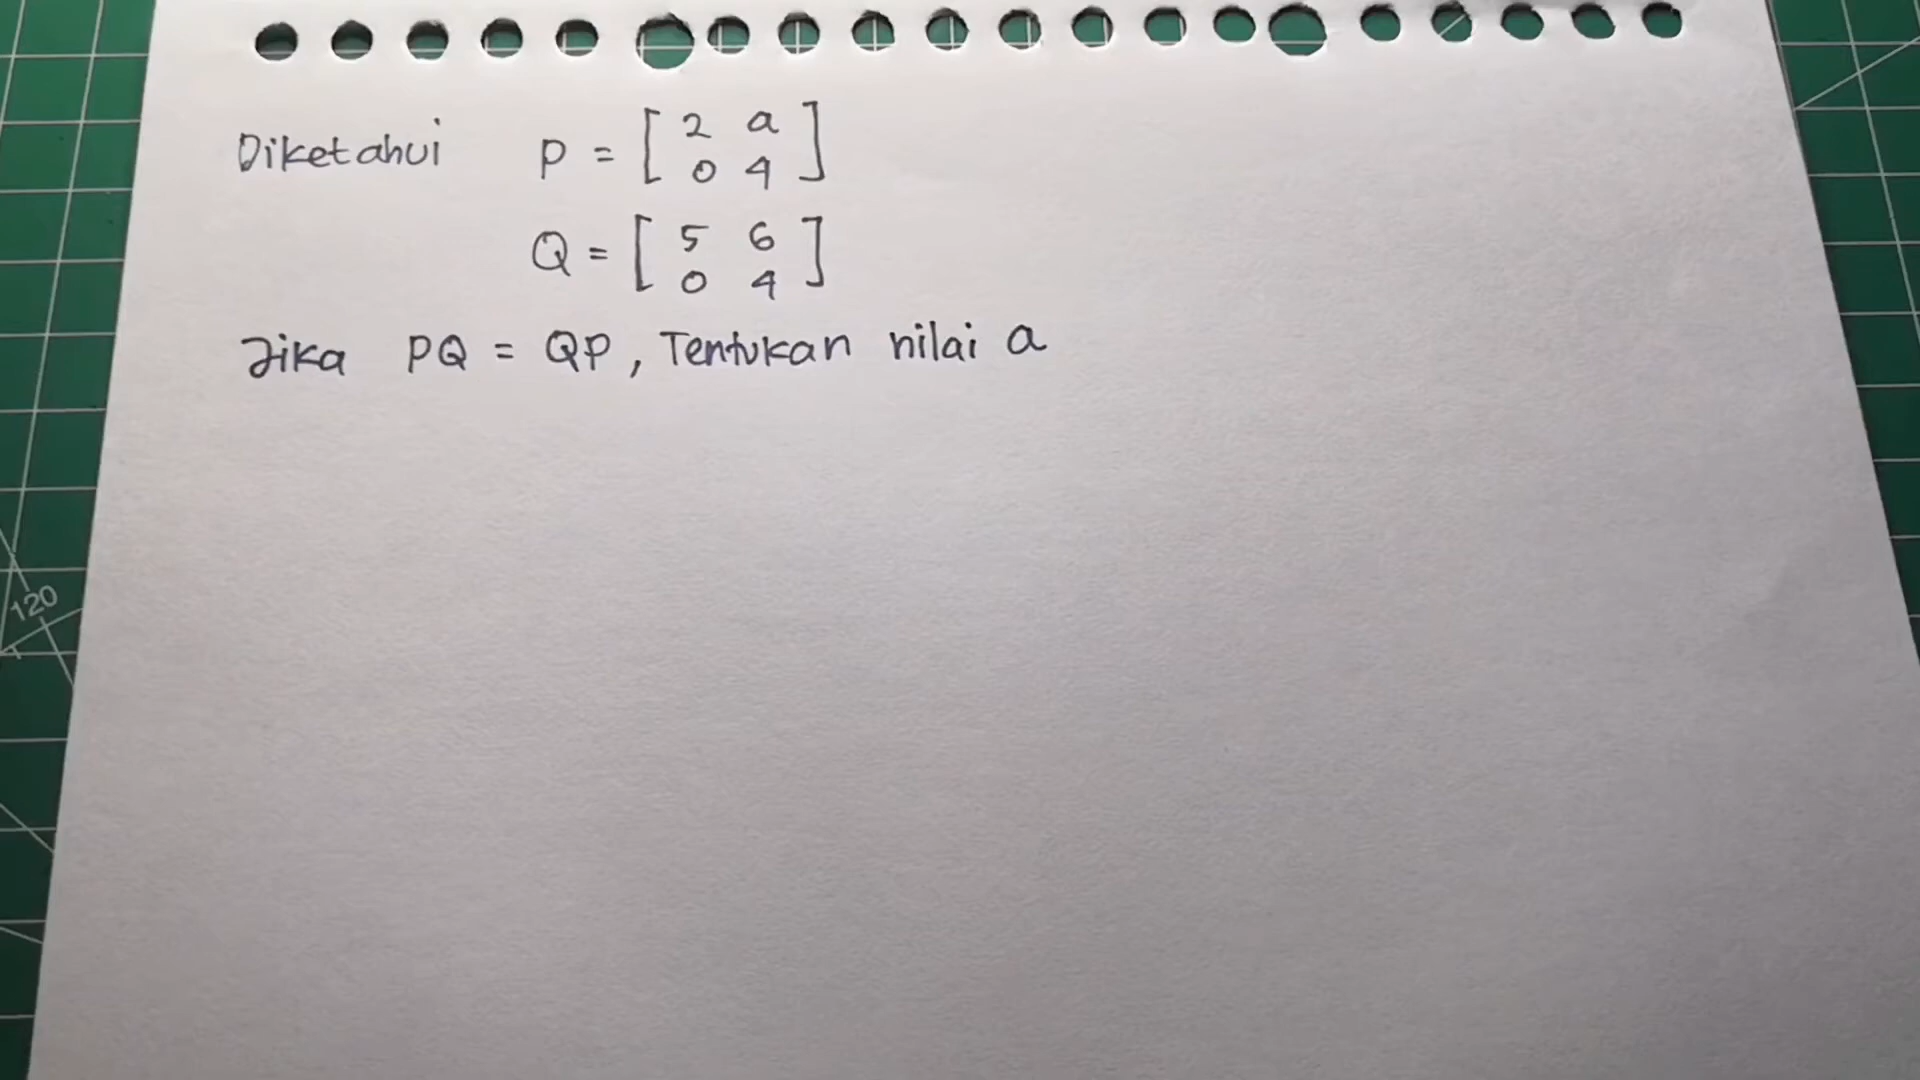 Diketahui P = [ 2 a ]
[ 0 4 ]
Q = [ 5 6 ]
[ 0 4 ]
Jika PQ = QP, Tentukan nilai a
120